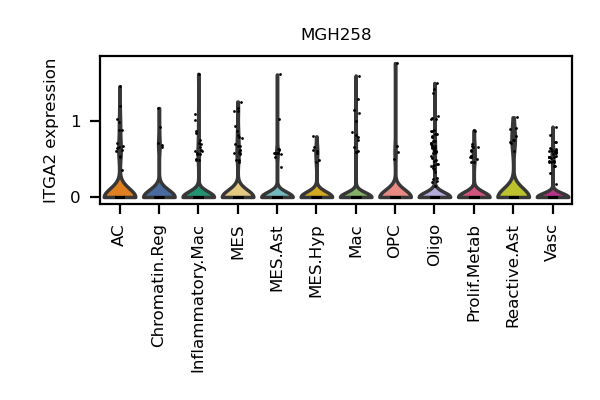 MGH258
ITGA2 expression
1
0
AC
Chromatin.Reg
Inflammatory.Mac
MES
MES.Ast
MES.Hyp
Mac
OPC
Oligo
Prolif.Metab
Reactive.Ast
Vasc